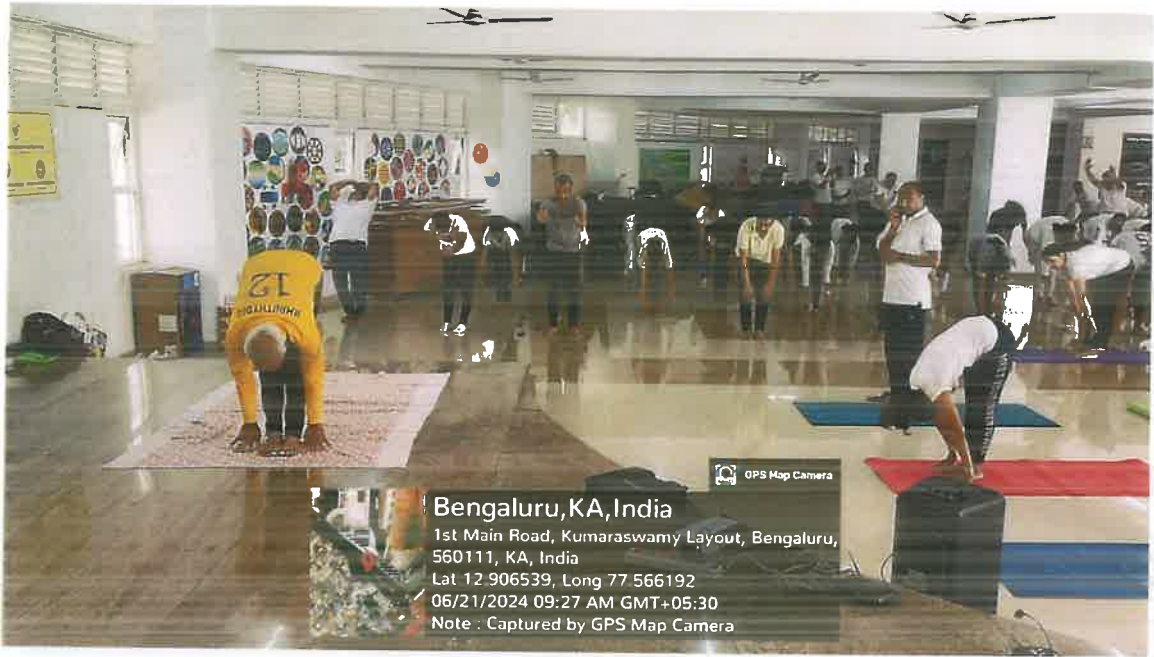 12
GPS Map Camera
Bengaluru,KA,India
1st Main Road, Kumaraswamy Layout, Bengaluru,
560111, KA, India
Lat 12.906539, Long 77.566192
06/21/2024 09:27 AM GMT+05:30
Note : Captured by GPS Map Camera